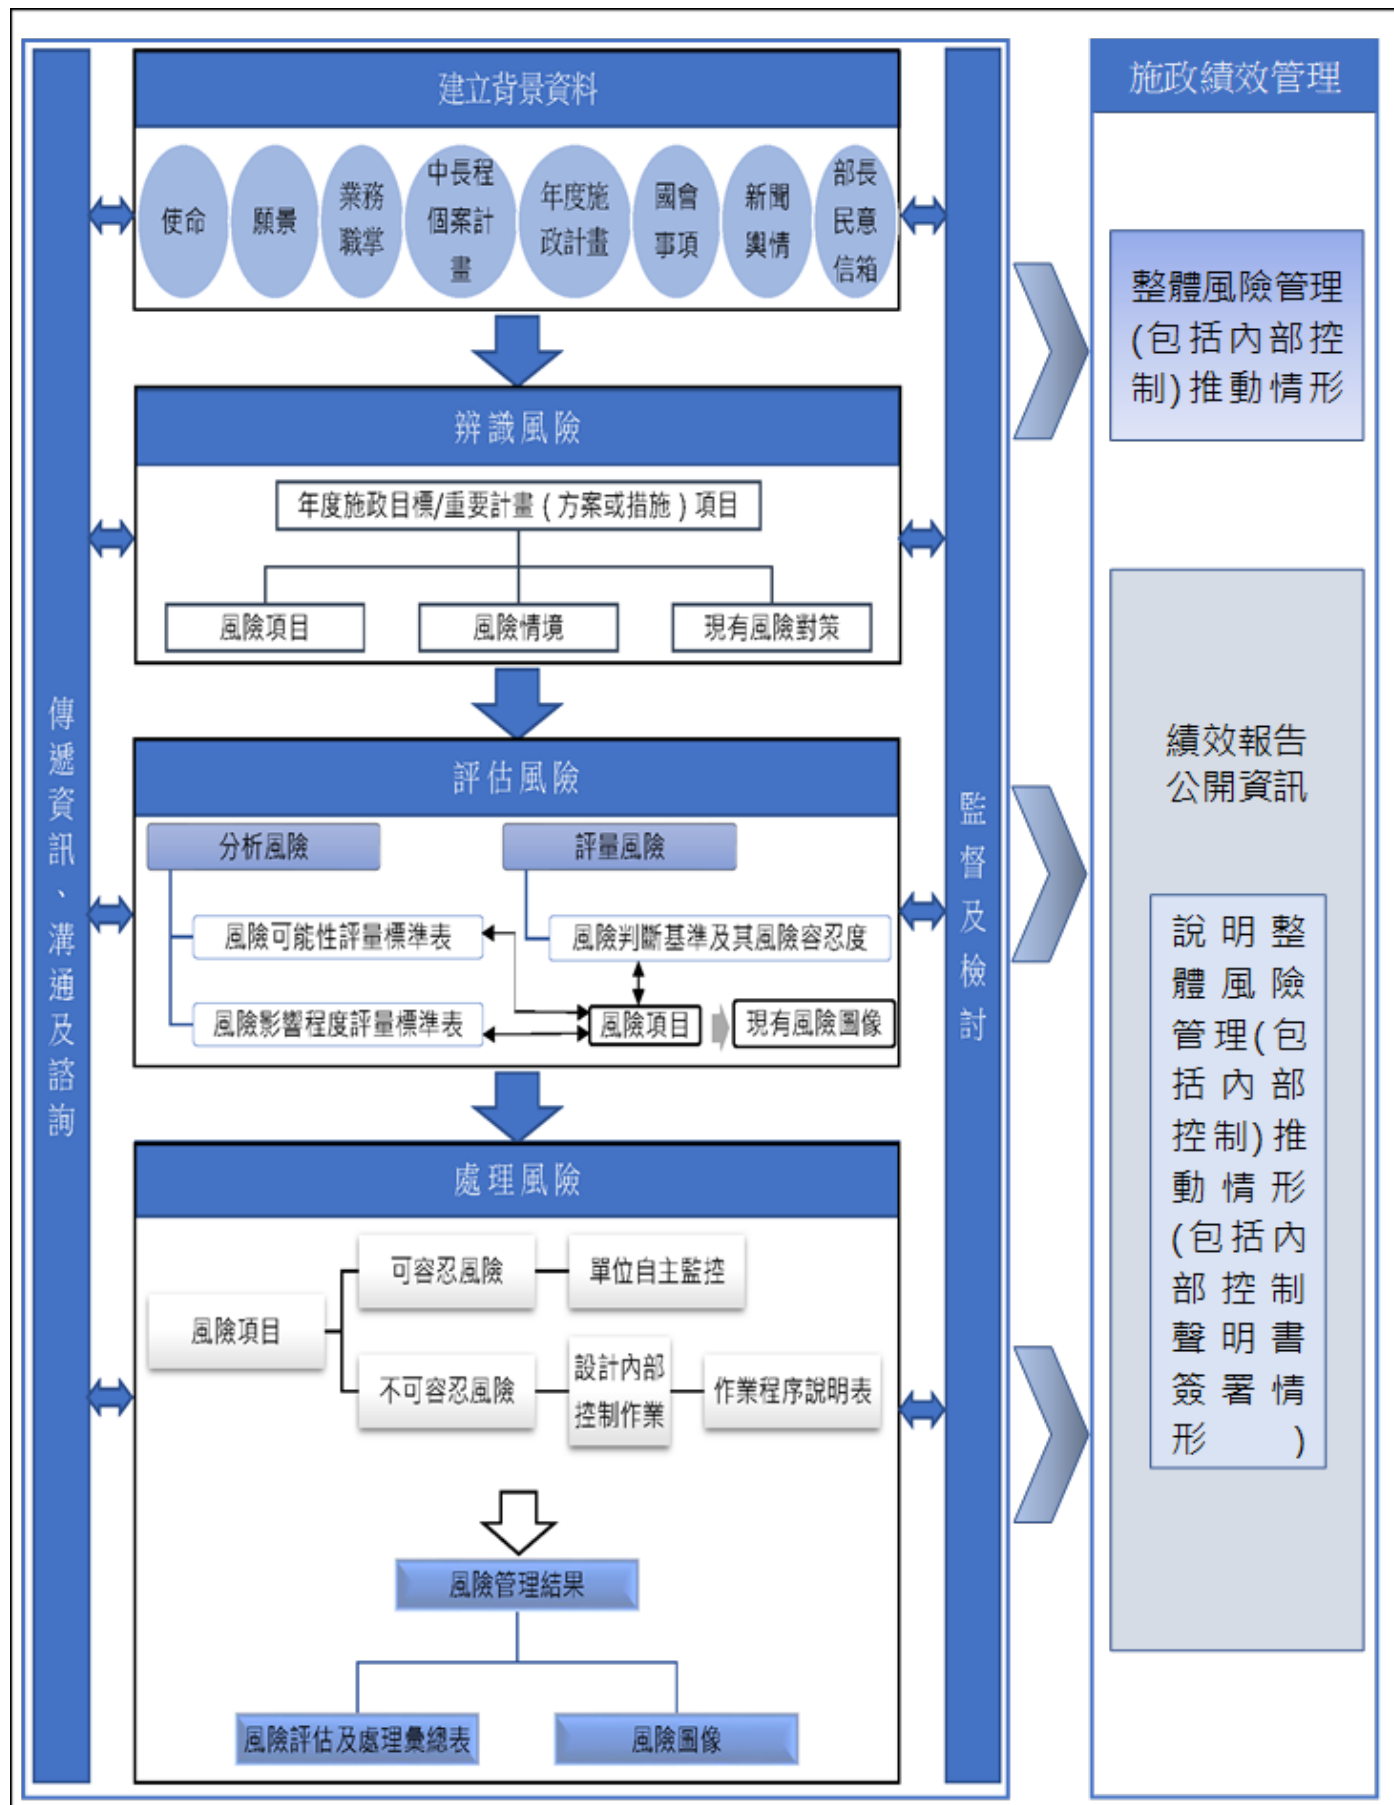 建立背景資料
使命
願景
業務
職掌
中長程
個案計
畫
年度施
政計畫
國會
事項
新聞
輿情
部長
民意
信箱
辨識風險
年度施政目標/重要計畫(方案或措施)項目
風險項目
風險情境
現有風險對策
評估風險
分析風險
評量風險
風險可能性評量標準表
風險判斷基準及其風險容忍度
風險影響程度評量標準表
風險項目
現有風險圖像
處理風險
風險項目
可容忍風險
單位自主監控
不可容忍風險
設計內部
控制作業
作業程序說明表
風險管理結果
風險評估及處理彙總表
風險圖像
傳遞資訊、溝通及諮詢
監督及檢討
施政績效管理
整體風險管理
(包括內部控
制)推動情形
績效報告
公開資訊
說明整
體風險
管理(包
括內部
控制)推
動情形
(包括內
部控制
聲明書
簽署情
形)